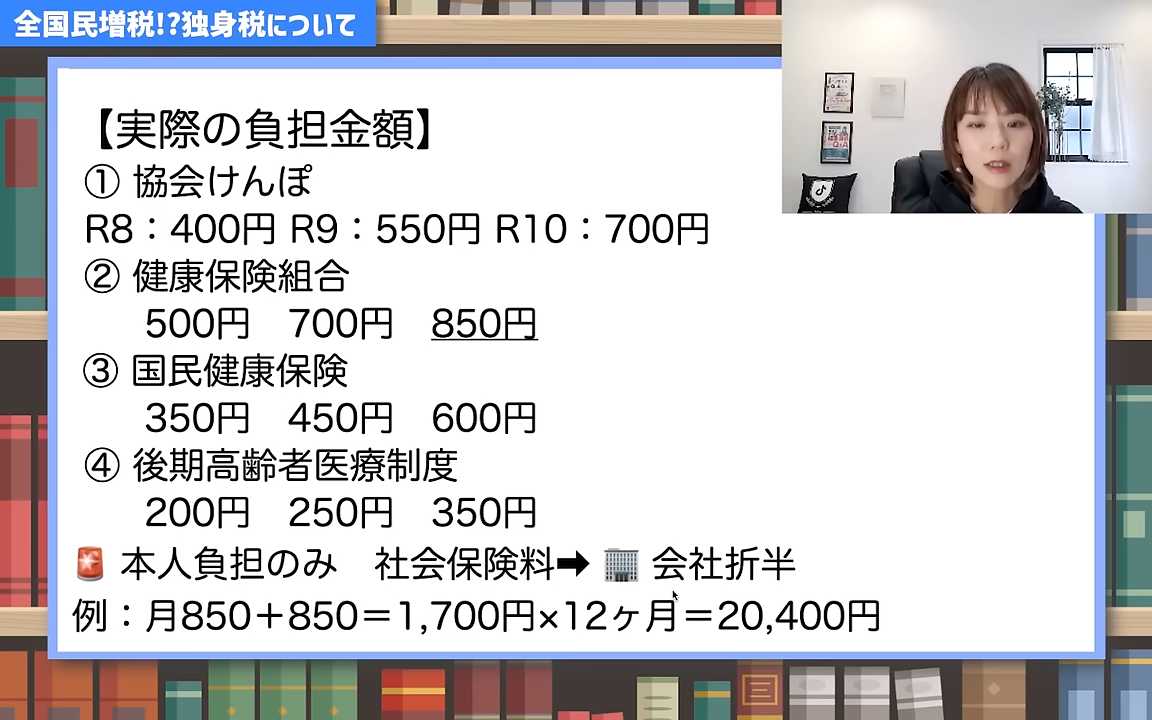 全国民増税!?独身税について
【実際の負担金額】
① 協会けんぽ
R8：400円 R9：550円 R10：700円
② 健康保険組合
500円　700円　850円
③ 国民健康保険
350円　450円　600円
④ 後期高齢者医療制度
200円　250円　350円
🚨 本人負担のみ　社会保険料➡ 🏢 会社折半
例：月850＋850＝1,700円×12ヶ月＝20,400円